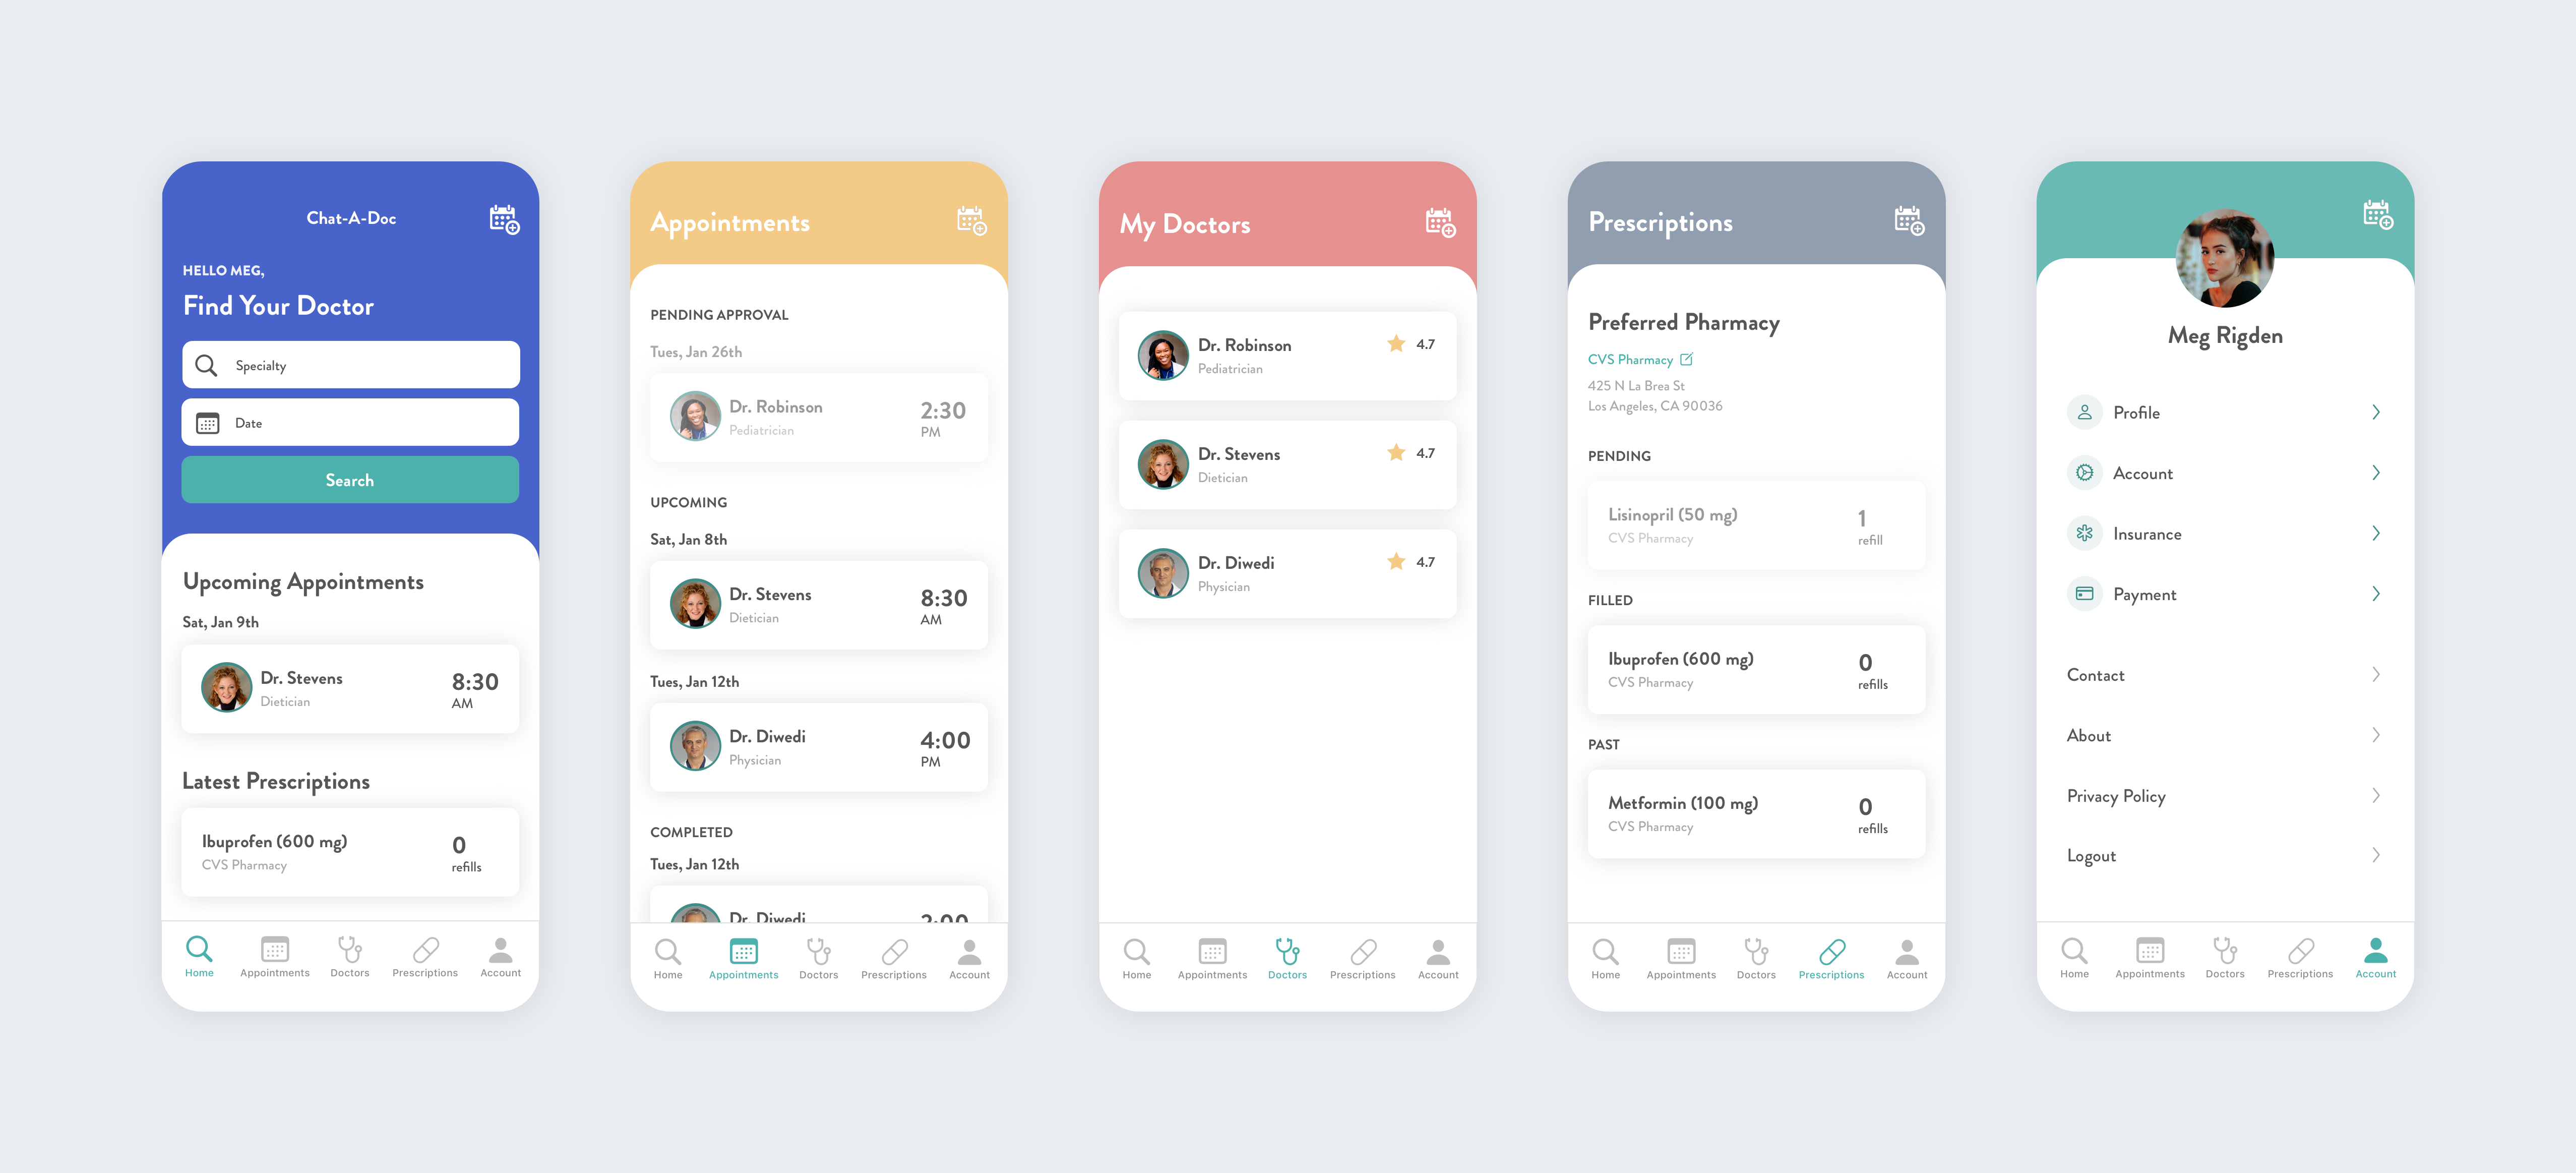 Chat-A-Doc
HELLO MEG,
Find Your Doctor
Specialty
Date
Search
Upcoming Appointments
Sat, Jan 9th
Dr. Stevens
Dietician
8:30
AM
Latest Prescriptions
Ibuprofen (600 mg)
CVS Pharmacy
0
refills
Home
Appointments
Doctors
Prescriptions
Account
Appointments
PENDING APPROVAL
Tues, Jan 26th
Dr. Robinson
Pediatrician
2:30
PM
UPCOMING
Sat, Jan 8th
Dr. Stevens
Dietician
8:30
AM
Tues, Jan 12th
Dr. Diwedi
Physician
4:00
PM
COMPLETED
Tues, Jan 12th
Dr. Diwedi
Home
Appointments
Doctors
Prescriptions
Account
My Doctors
Dr. Robinson
Pediatrician
4.7
Dr. Stevens
Dietician
4.7
Dr. Diwedi
Physician
4.7
Home
Appointments
Doctors
Prescriptions
Account
Prescriptions
Preferred Pharmacy
CVS Pharmacy
425 N La Brea St
Los Angeles, CA 90036
PENDING
Lisinopril (50 mg)
CVS Pharmacy
1
refill
FILLED
Ibuprofen (600 mg)
CVS Pharmacy
0
refills
PAST
Metformin (100 mg)
CVS Pharmacy
0
refills
Home
Appointments
Doctors
Prescriptions
Account
Meg Rigden
Profile
Account
Insurance
Payment
Contact
About
Privacy Policy
Logout
Home
Appointments
Doctors
Prescriptions
Account